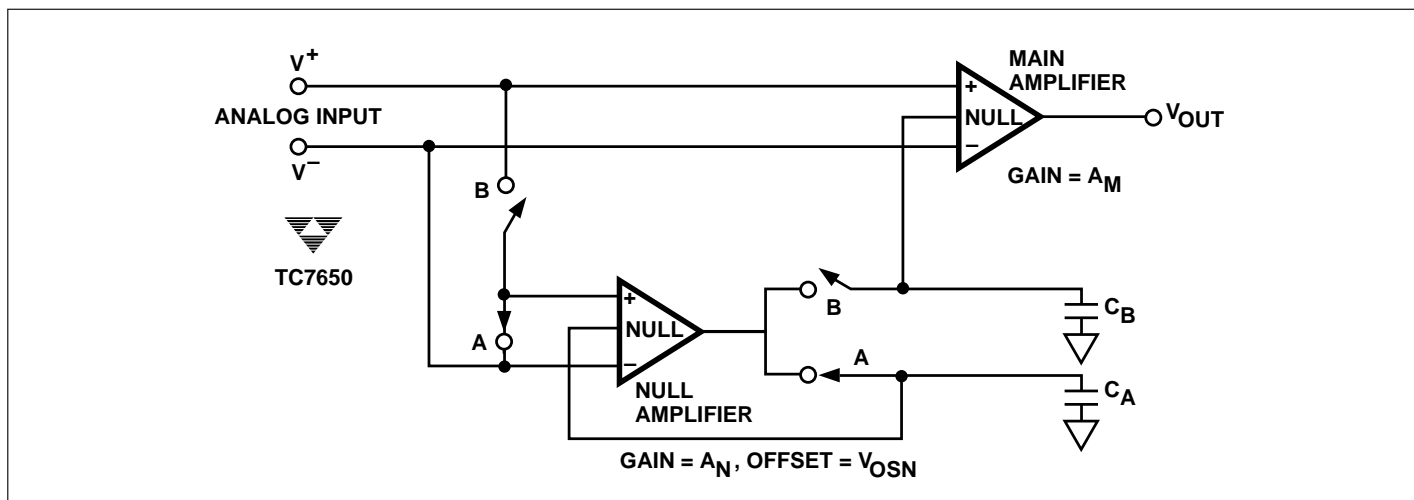 V+
ANALOG INPUT
V−
TC7650
B
A
+
NULL
−
NULL
AMPLIFIER
GAIN = AN, OFFSET = VOSN
MAIN
AMPLIFIER
+
NULL
−
VOUT
GAIN = AM
B
A
CB
CA